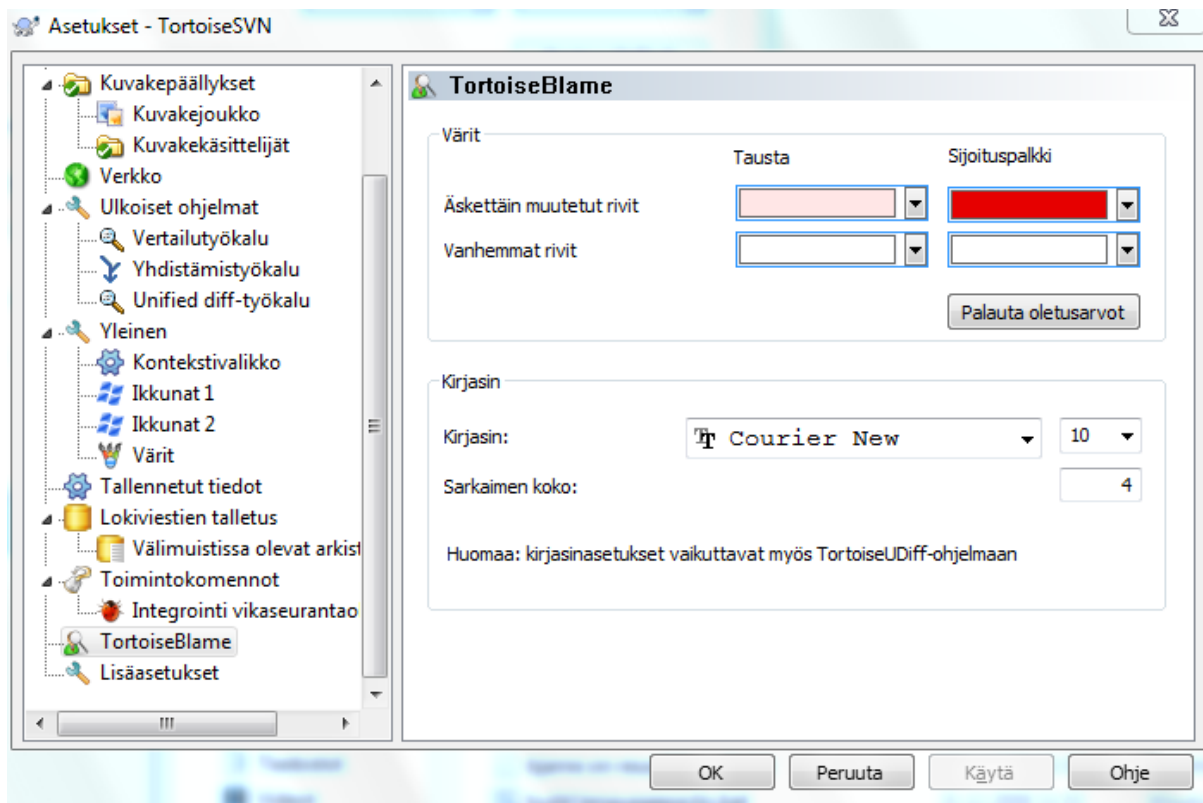 Asetukset - TortoiseSVN
Kuvakepäällykset
Kuvakejoukko
Kuvakekäsittelijät
Verkko
Ulkoiset ohjelmat
Vertailutyökalu
Yhdistämistyökalu
Unified diff-työkalu
Yleinen
Kontekstivalikko
Ikkunat 1
Ikkunat 2
Värit
Tallennetut tiedot
Lokiviestien talletus
Välimuistissa olevat arkist
Toimintokomennot
Integrointi vikaseurantao
TortoiseBlame
Lisäasetukset
TortoiseBlame
Värit
Tausta Sijoituspalkki
Äskettäin muutetut rivit
Vanhemmat rivit
Palauta oletusarvot
Kirjasin
Kirjasin: Courier New 10
Sarkaimen koko: 4
Huomaa: kirjasinasetukset vaikuttavat myös TortoiseUDiff-ohjelmaan
OK Peruuta Käytä Ohje